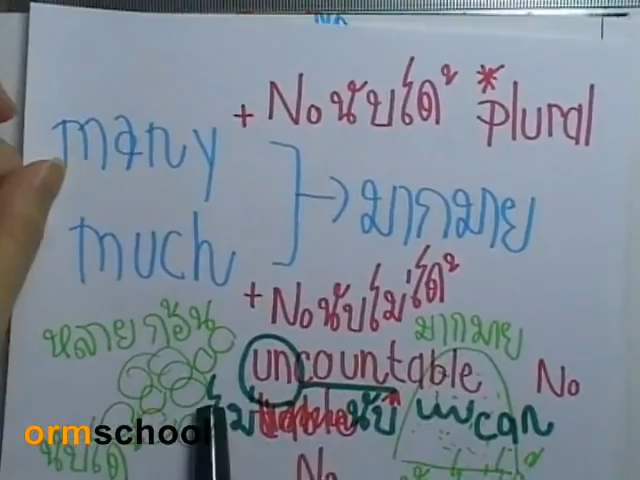 + No นับได้ * plural
many
→ มากมาย
much
+ No นับไม่ได้
หลายก้อน
มากมาย
uncountable No
ไม่ นับ can
ormschool
นับได้
No